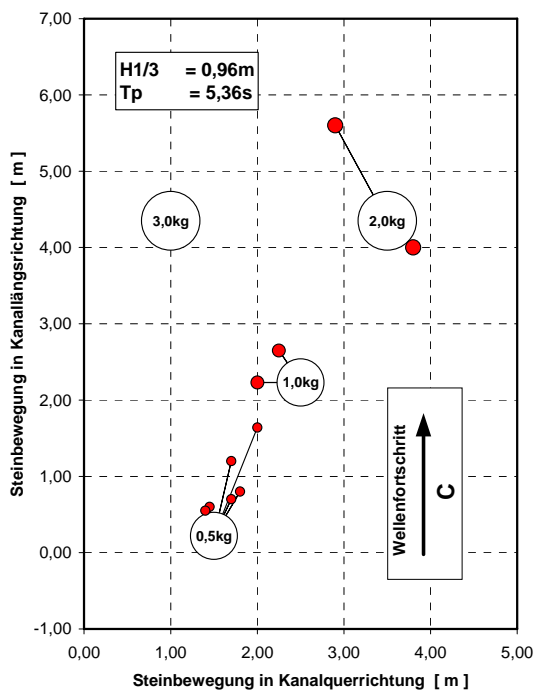 7,00
6,00
5,00
4,00
3,00
2,00
1,00
0,00
-1,00
Steinbewegung in Kanallängsrichtung [ m ]
H1/3 = 0,96m
Tp = 5,36s
3,0kg
2,0kg
1,0kg
0,5kg
Wellenfortschritt
C
0,00 1,00 2,00 3,00 4,00 5,00
Steinbewegung in Kanalquerrichtung [ m ]